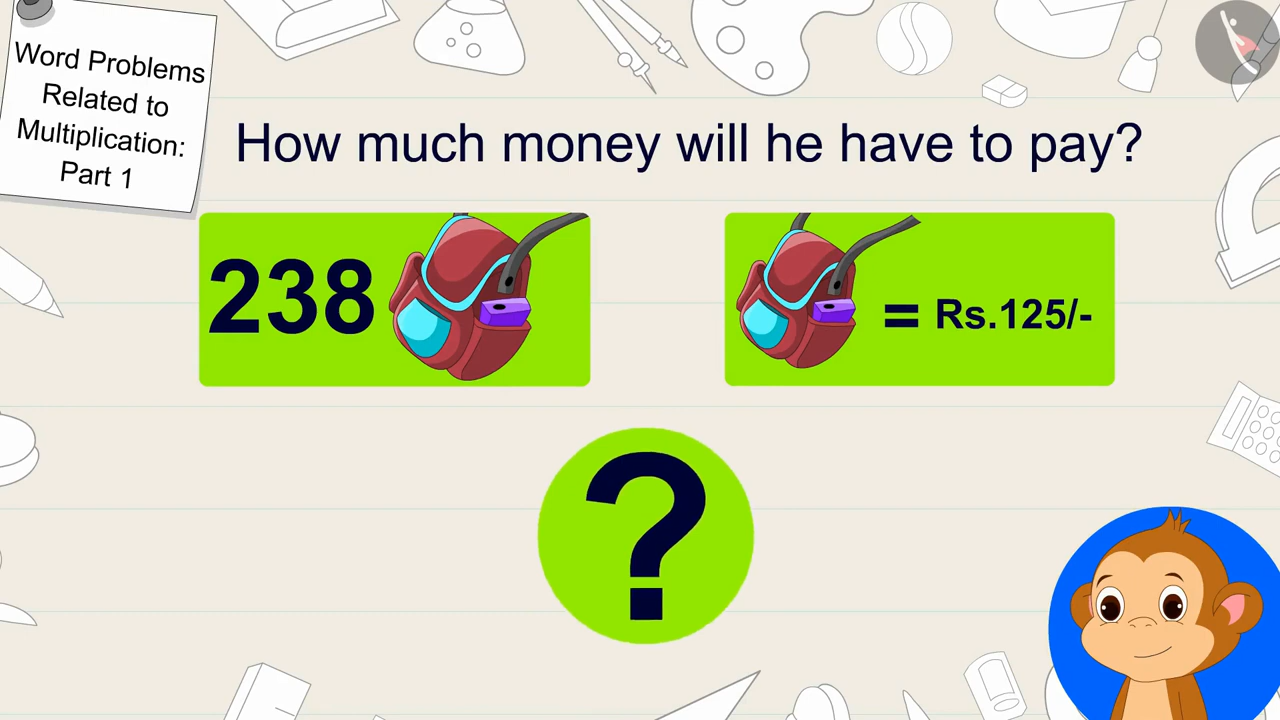 Word Problems
Related to
Multiplication:
Part 1
How much money will he have to pay?
238
= Rs.125/-
?